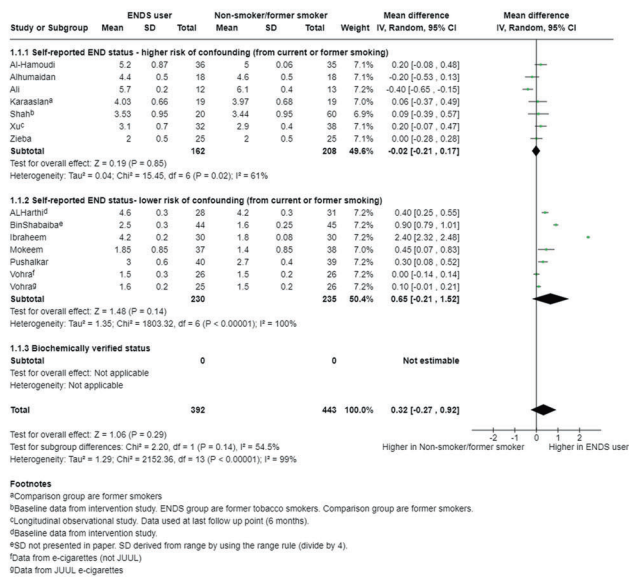 ENDS user Non-smoker/former smoker Mean difference Mean difference
Study or Subgroup Mean SD Total Mean SD Total Weight IV, Random, 95% CI IV, Random, 95% CI
1.1.1 Self-reported END status - higher risk of confounding (from current or former smoking)
Al-Hamoudi 5.2 0.87 36 5 0.06 35 7.1% 0.20 [-0.08, 0.48]
Alhumaidan 4.4 0.5 18 4.6 0.5 18 7.1% -0.20 [-0.53, 0.13]
Ali 5.7 0.2 12 6.1 0.4 13 7.2% -0.40 [-0.65, -0.15]
Karaaslanᵃ 4.03 0.66 19 3.97 0.68 19 7.0% 0.06 [-0.37, 0.49]
Shahᵇ 3.53 0.95 20 3.44 0.95 60 7.0% 0.09 [-0.39, 0.57]
Xuᶜ 3.1 0.7 32 2.9 0.4 38 7.1% 0.20 [-0.07, 0.47]
Zieba 2 0.5 25 2 0.5 25 7.1% 0.00 [-0.28, 0.28]
Subtotal 162 208 49.6% -0.02 [-0.21, 0.17]
Test for overall effect: Z = 0.19 (P = 0.85)
Heterogeneity: Tau² = 0.04; Chi² = 15.45, df = 6 (P = 0.02); I² = 61%
1.1.2 Self-reported END status- lower risk of confounding (from current or former smoking)
ALHarthiᵈ 4.6 0.3 28 4.2 0.3 31 7.2% 0.40 [0.25, 0.55]
BinShabaibaᵉ 2.5 0.3 44 1.6 0.25 45 7.2% 0.90 [0.79, 1.01]
Ibraheem 4.2 0.2 30 1.8 0.08 30 7.2% 2.40 [2.32, 2.48]
Mokeem 1.85 0.85 37 1.4 0.85 38 7.1% 0.45 [0.07, 0.83]
Pushalkar 3 0.6 40 2.7 0.4 39 7.2% 0.30 [0.08, 0.52]
Vohraᶠ 1.5 0.3 26 1.5 0.2 26 7.2% 0.00 [-0.14, 0.14]
Vohraᵍ 1.6 0.2 25 1.5 0.2 26 7.2% 0.10 [-0.01, 0.21]
Subtotal 230 235 50.4% 0.65 [-0.21, 1.52]
Test for overall effect: Z = 1.48 (P = 0.14)
Heterogeneity: Tau² = 1.35; Chi² = 1803.32, df = 6 (P < 0.00001); I² = 100%
1.1.3 Biochemically verified status
Subtotal 0 0 Not estimable
Test for overall effect: Not applicable
Heterogeneity: Not applicable
Total 392 443 100.0% 0.32 [-0.27, 0.92]
Test for overall effect: Z = 1.06 (P = 0.29)
Test for subgroup differences: Chi² = 2.20, df = 1 (P = 0.14), I² = 54.5%
Heterogeneity: Tau² = 1.29; Chi² = 2152.36, df = 13 (P < 0.00001); I² = 99%
-2 -1 0 1 2
Higher in Non-smoker/former smoker Higher in ENDS user
Footnotes
ᵃComparison group are former smokers
ᵇBaseline data from intervention study. ENDS group are former tobacco smokers. Comparison group are former smokers.
ᶜLongitudinal observational study. Data used at last follow up point (6 months).
ᵈBaseline data from intervention study.
ᵉSD not presented in paper. SD derived from range by using the range rule (divide by 4).
ᶠData from e-cigarettes (not JUUL)
ᵍData from JUUL e-cigarettes